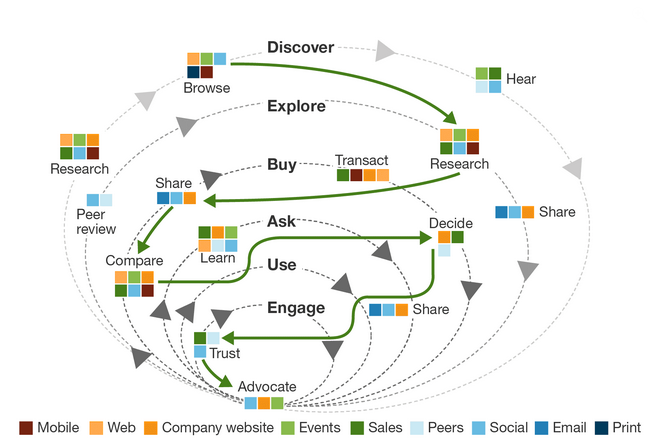 Discover
Browse
Hear
Explore
Research
Research
Buy
Transact
Share
Peer
review
Share
Ask
Decide
Learn
Compare
Use
Engage
Share
Trust
Advocate
Mobile Web Company website Events Sales Peers Social Email Print